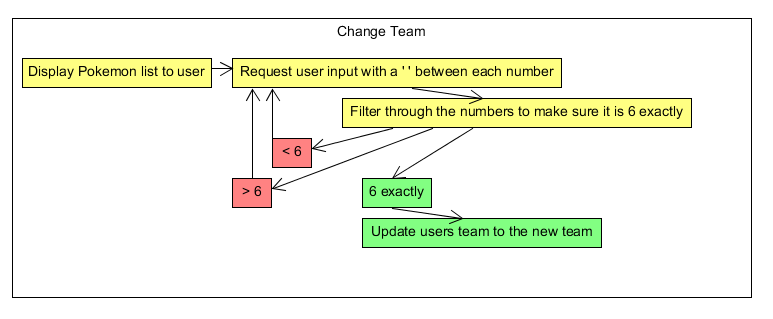 Change Team
Display Pokemon list to user
Request user input with a ' ' between each number
Filter through the numbers to make sure it is 6 exactly
< 6
> 6
6 exactly
Update users team to the new team